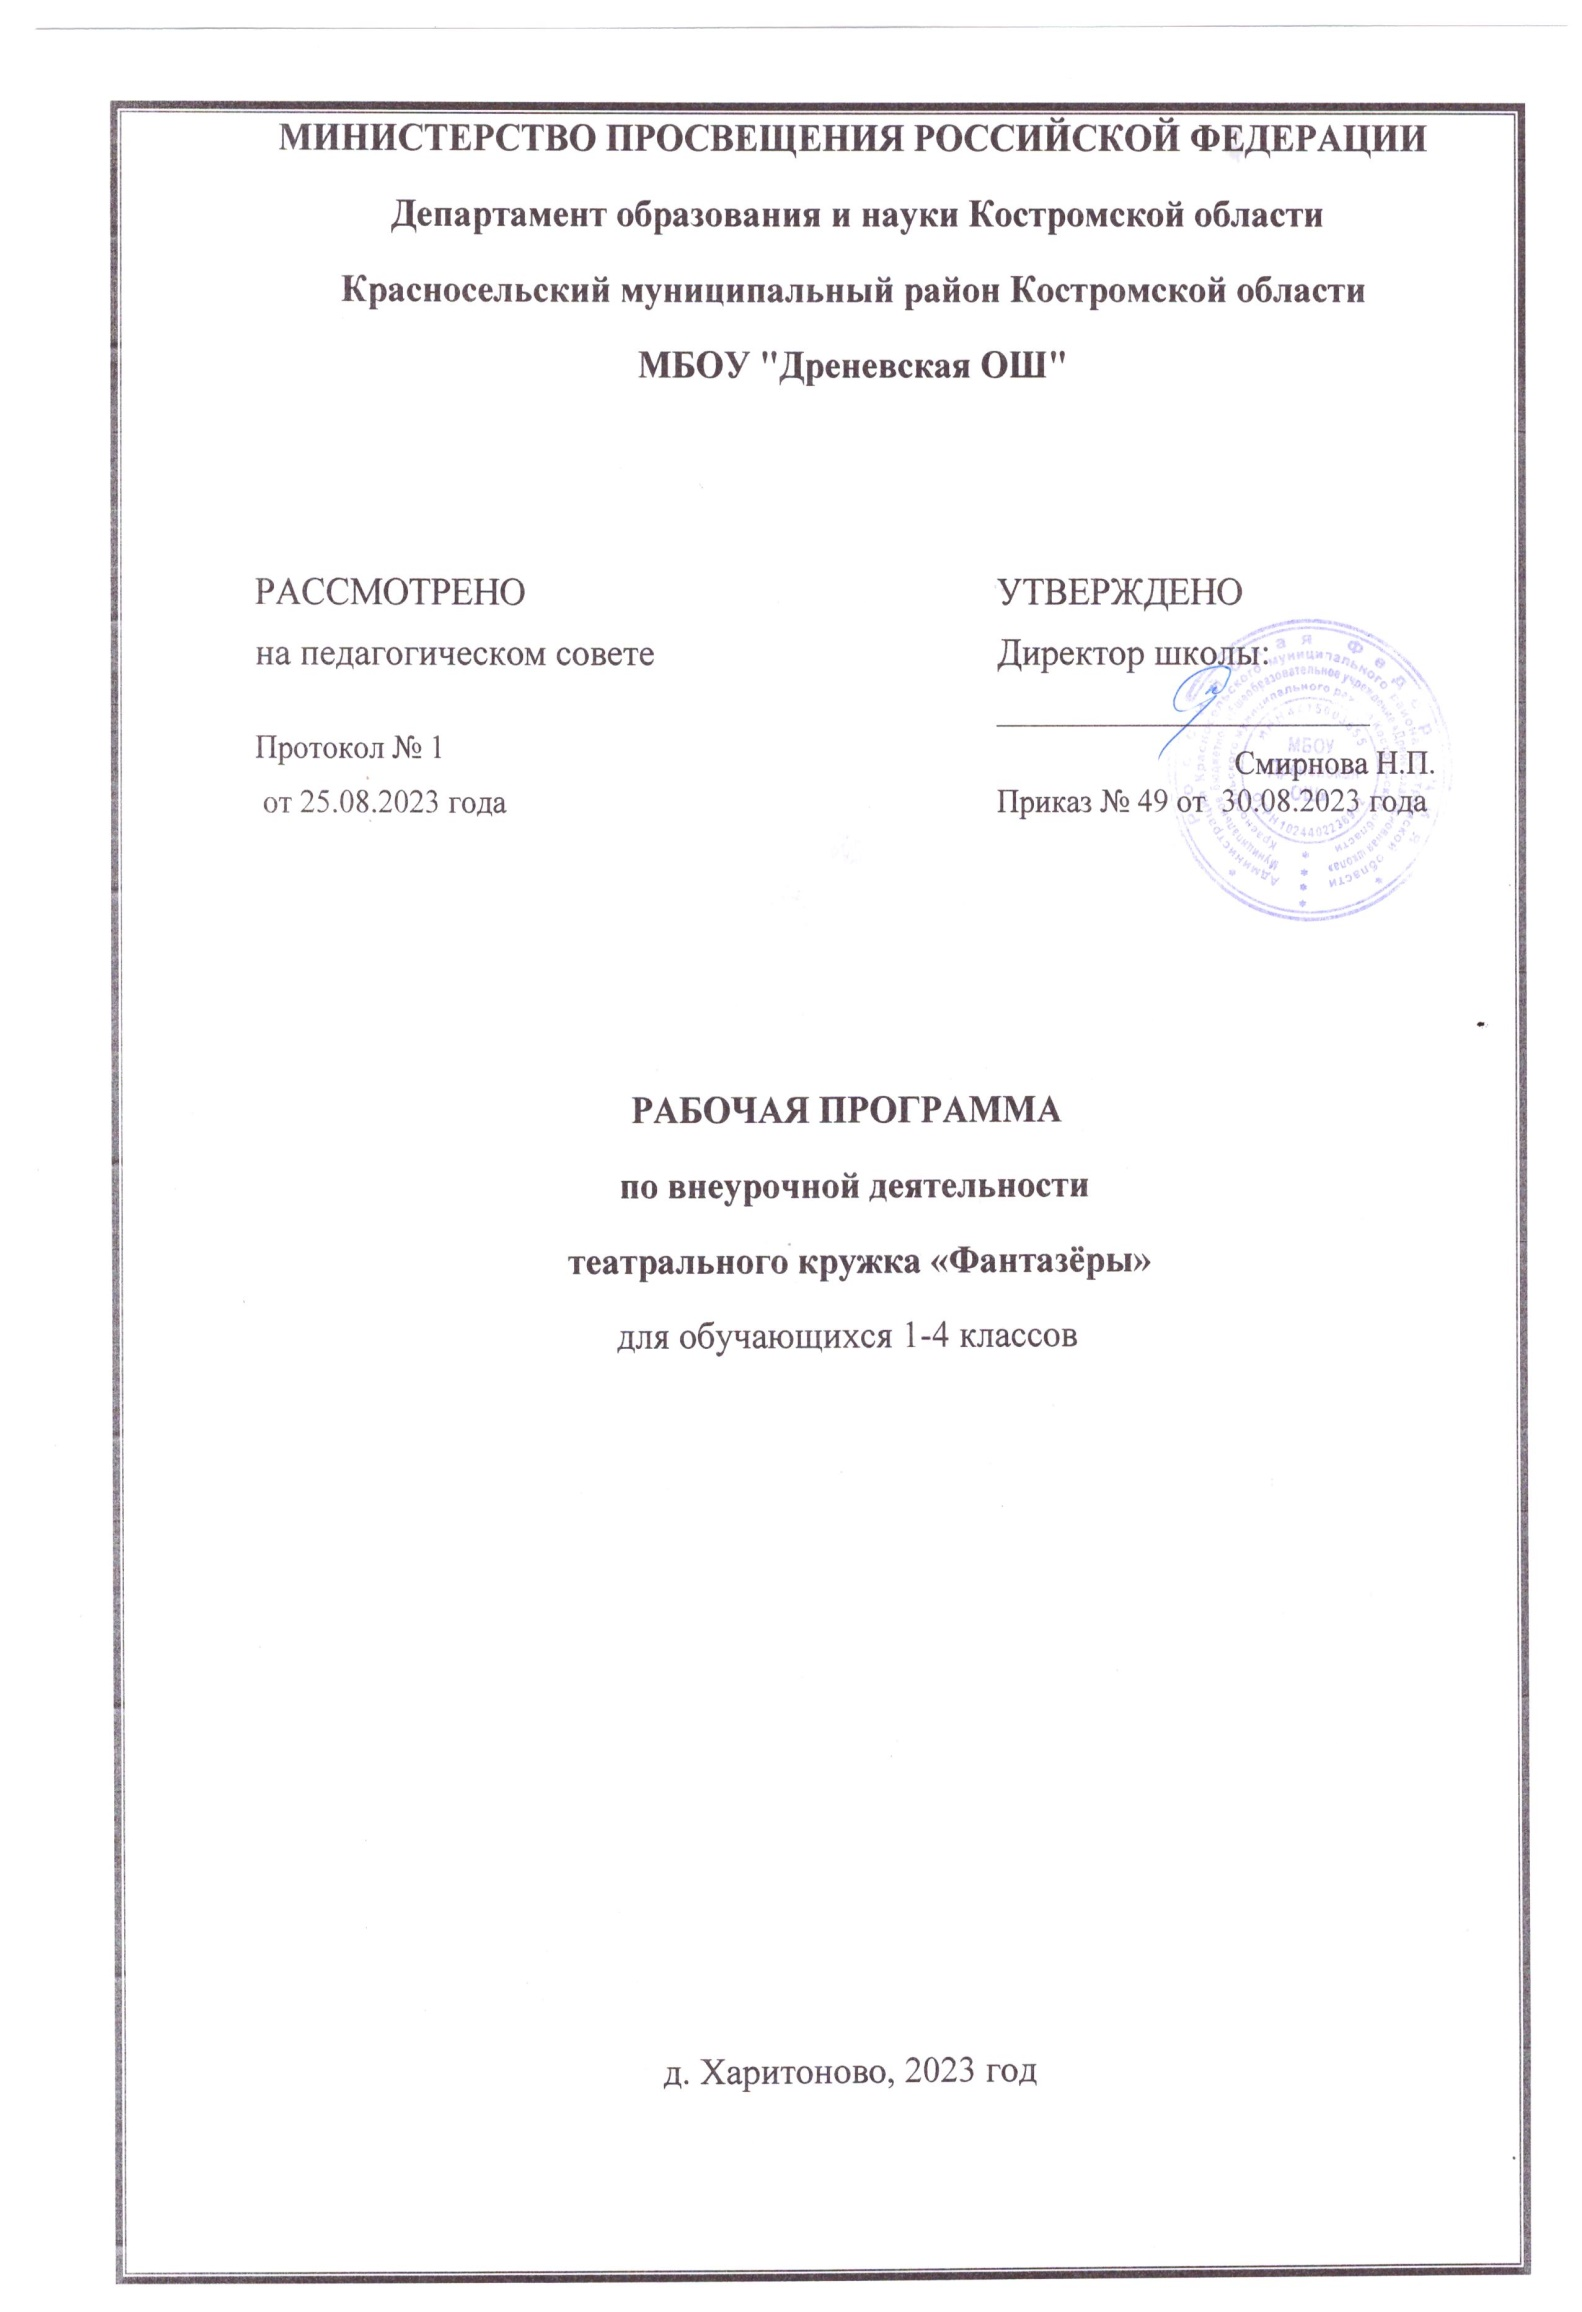 МИНИСТЕРСТВО ПРОСВЕЩЕНИЯ РОССИЙСКОЙ ФЕДЕРАЦИИ
Департамент образования и науки Костромской области
Красносельский муниципальный район Костромской области
МБОУ "Дреневская ОШ"
РАССМОТРЕНО
на педагогическом совете
Протокол № 1
от 25.08.2023 года
УТВЕРЖДЕНО
Директор школы:
Смирнова Н.П.
Приказ № 49 от 30.08.2023 года
МБОУ
РАБОЧАЯ ПРОГРАММА
по внеурочной деятельности
театрального кружка «Фантазёры»
для обучающихся 1-4 классов
д. Харитоново, 2023 год